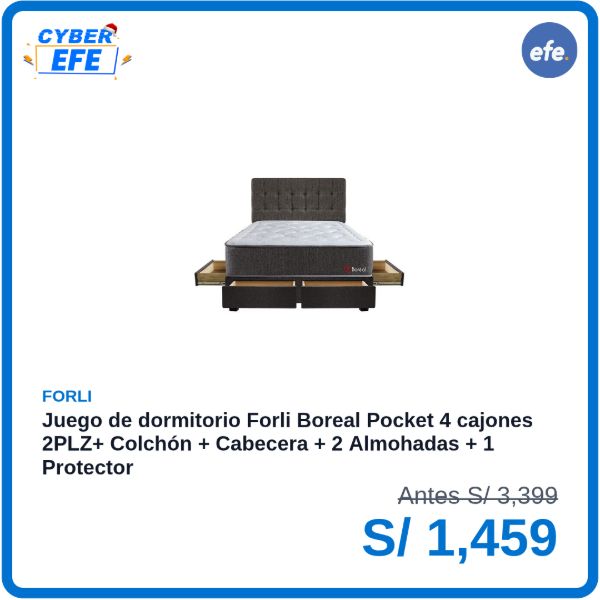 CYBER
EFE
efe.
Boreal
FORLI
Juego de dormitorio Forli Boreal Pocket 4 cajones
2PLZ+ Colchón + Cabecera + 2 Almohadas + 1
Protector
Antes S/ 3,399
S/ 1,459